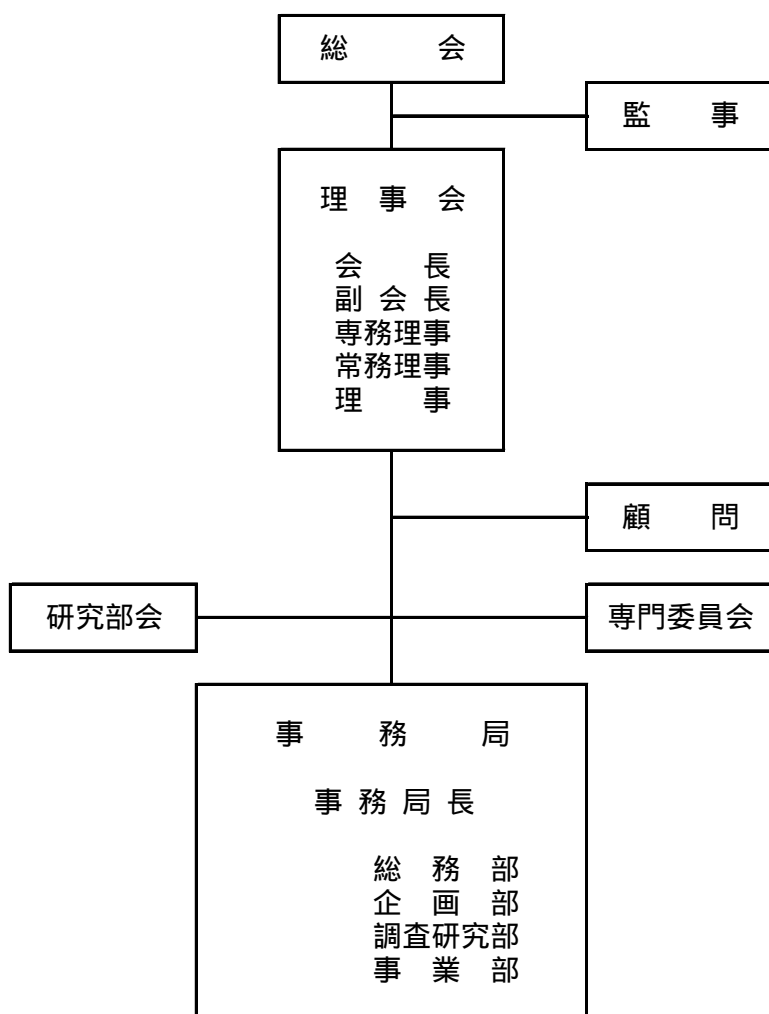 総会
監事
理事会
会長
副会長
専務理事
常務理事
理事
顧問
研究部会
専門委員会
事務局
事務局長
総務部
企画部
調査研究部
事業部